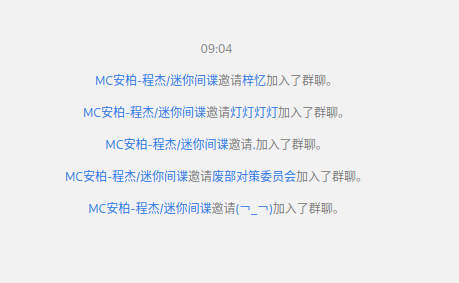 09:04
MC安柏-程杰/迷你间谍邀请梓忆加入了群聊。
MC安柏-程杰/迷你间谍邀请灯灯灯灯加入了群聊。
MC安柏-程杰/迷你间谍邀请.加入了群聊。
MC安柏-程杰/迷你间谍邀请废部对策委员会加入了群聊。
MC安柏-程杰/迷你间谍邀请(￢_￢)加入了群聊。